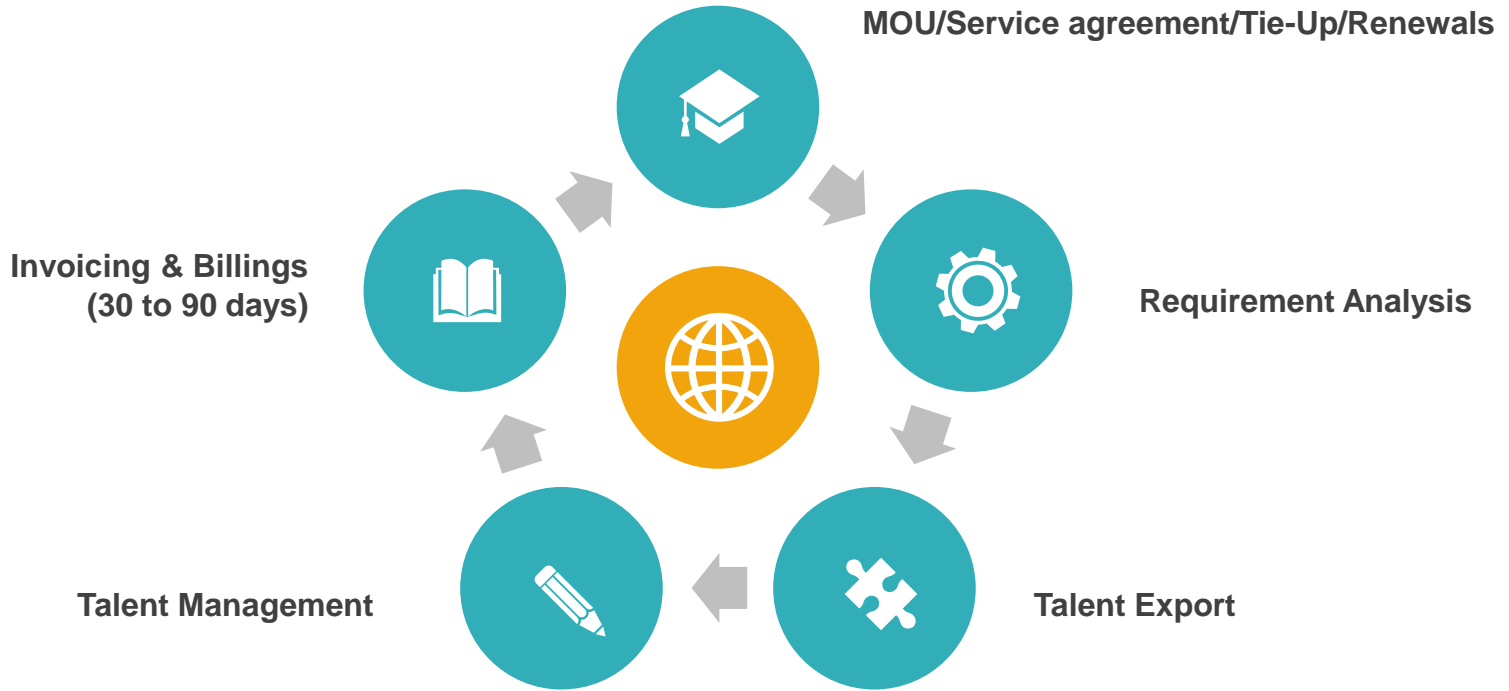 MOU/Service agreement/Tie-Up/Renewals
Invoicing & Billings
(30 to 90 days)
Requirement Analysis
Talent Management
Talent Export